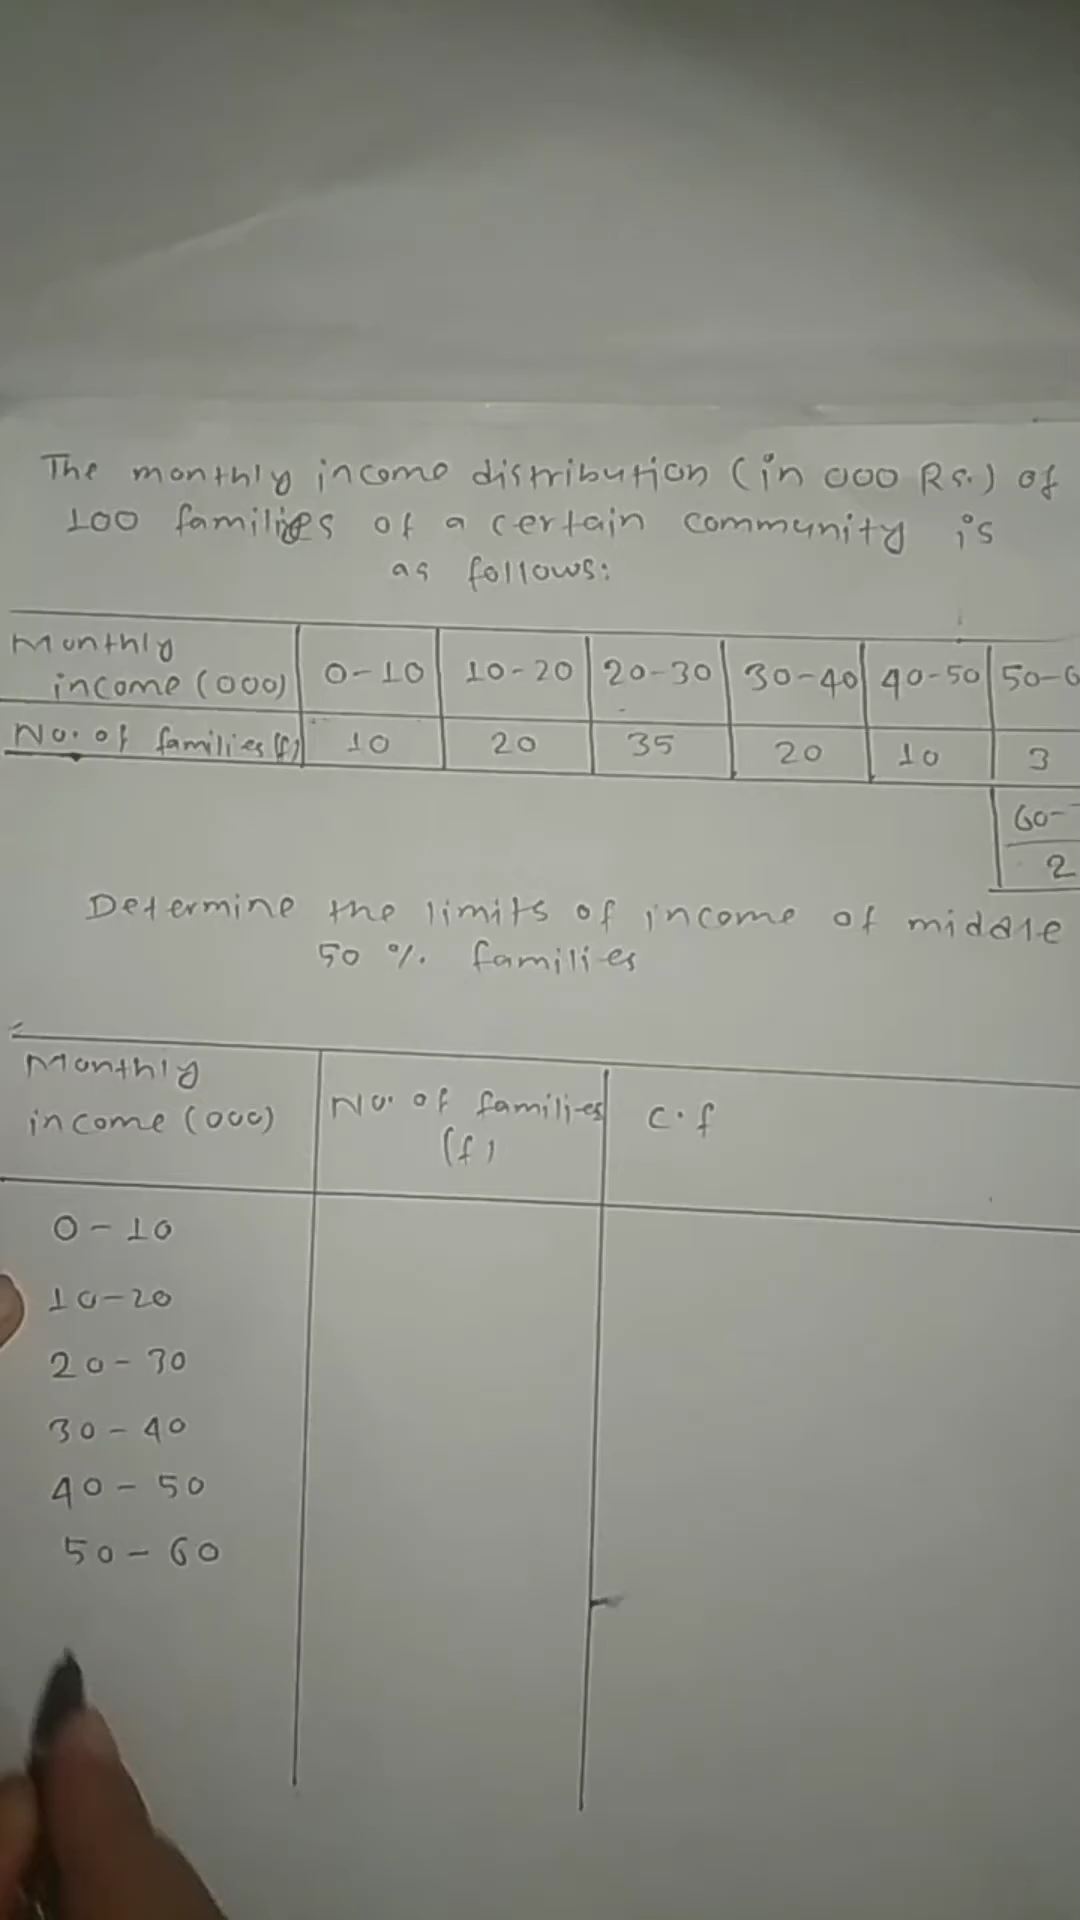 The monthly income distribution (in 000 Rs.) of
100 families of a certain community is
as follows:
Monthly
income (000) 0-10 10-20 20-30 30-40 40-50 50-6
No. of families (f) 10 20 35 20 10 3
60-
2
Determine the limits of income of middle
50 %. families
Monthly
income (000) No. of families (f) c.f
0-10
10-20
20-30
30-40
40-50
50-60